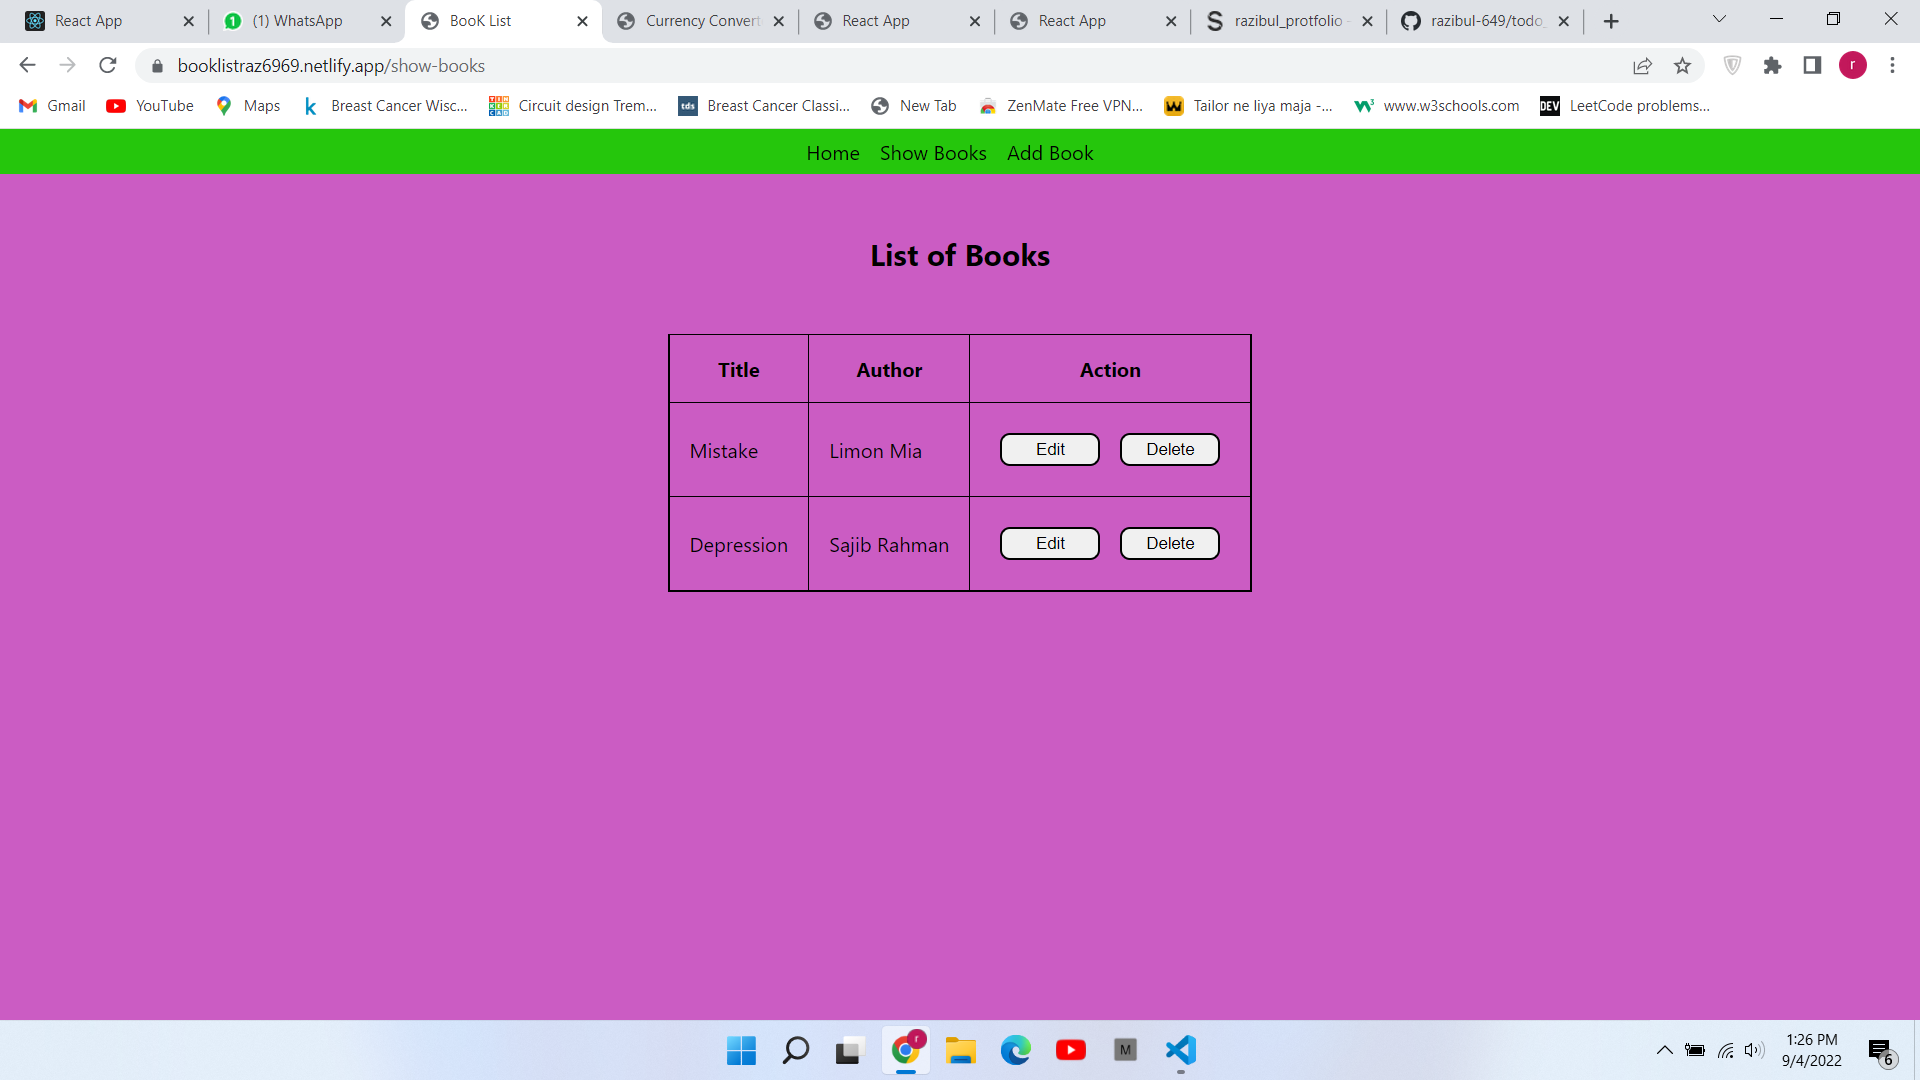 React App
(1) WhatsApp
BooK List
Currency Convert
React App
React App
razibul_protfolio -
razibul-649/todo_
booklistraz6969.netlify.app/show-books
r
Gmail
YouTube
Maps
Breast Cancer Wisc...
Circuit design Trem...
Breast Cancer Classi...
New Tab
ZenMate Free VPN...
Tailor ne liya maja -...
www.w3schools.com
LeetCode problems...
Home Show Books Add Book
List of Books
Title Author Action
Mistake Limon Mia Edit Delete
Depression Sajib Rahman Edit Delete
1:26 PM
9/4/2022
6